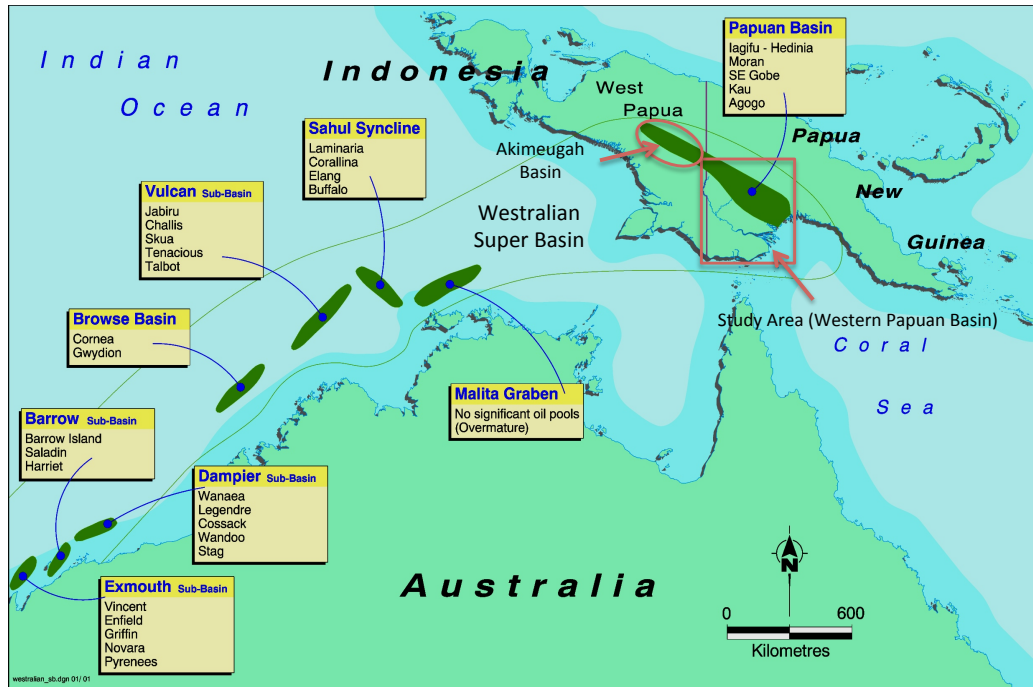 Indian
Ocean
Indonesia
West
Papua
Papuan Basin
Iagifu - Hedinia
Moran
SE Gobe
Kau
Agogo
Papua
New
Guinea
Akimeugah
Basin
Westralian
Super Basin
Sahul Syncline
Laminaria
Corallina
Elang
Buffalo
Vulcan Sub-Basin
Jabiru
Challis
Skua
Tenacious
Talbot
Browse Basin
Cornea
Gwydion
Study Area (Western Papuan Basin)
Coral
Sea
Malita Graben
No significant oil pools
(Overmature)
Barrow Sub-Basin
Barrow Island
Saladin
Harriet
Dampier Sub-Basin
Wanaea
Legendre
Cossack
Wandoo
Stag
Exmouth Sub-Basin
Vincent
Enfield
Griffin
Novara
Pyrenees
Australia
N
0 600
Kilometres
westralian_sb.dgn 01/ 01